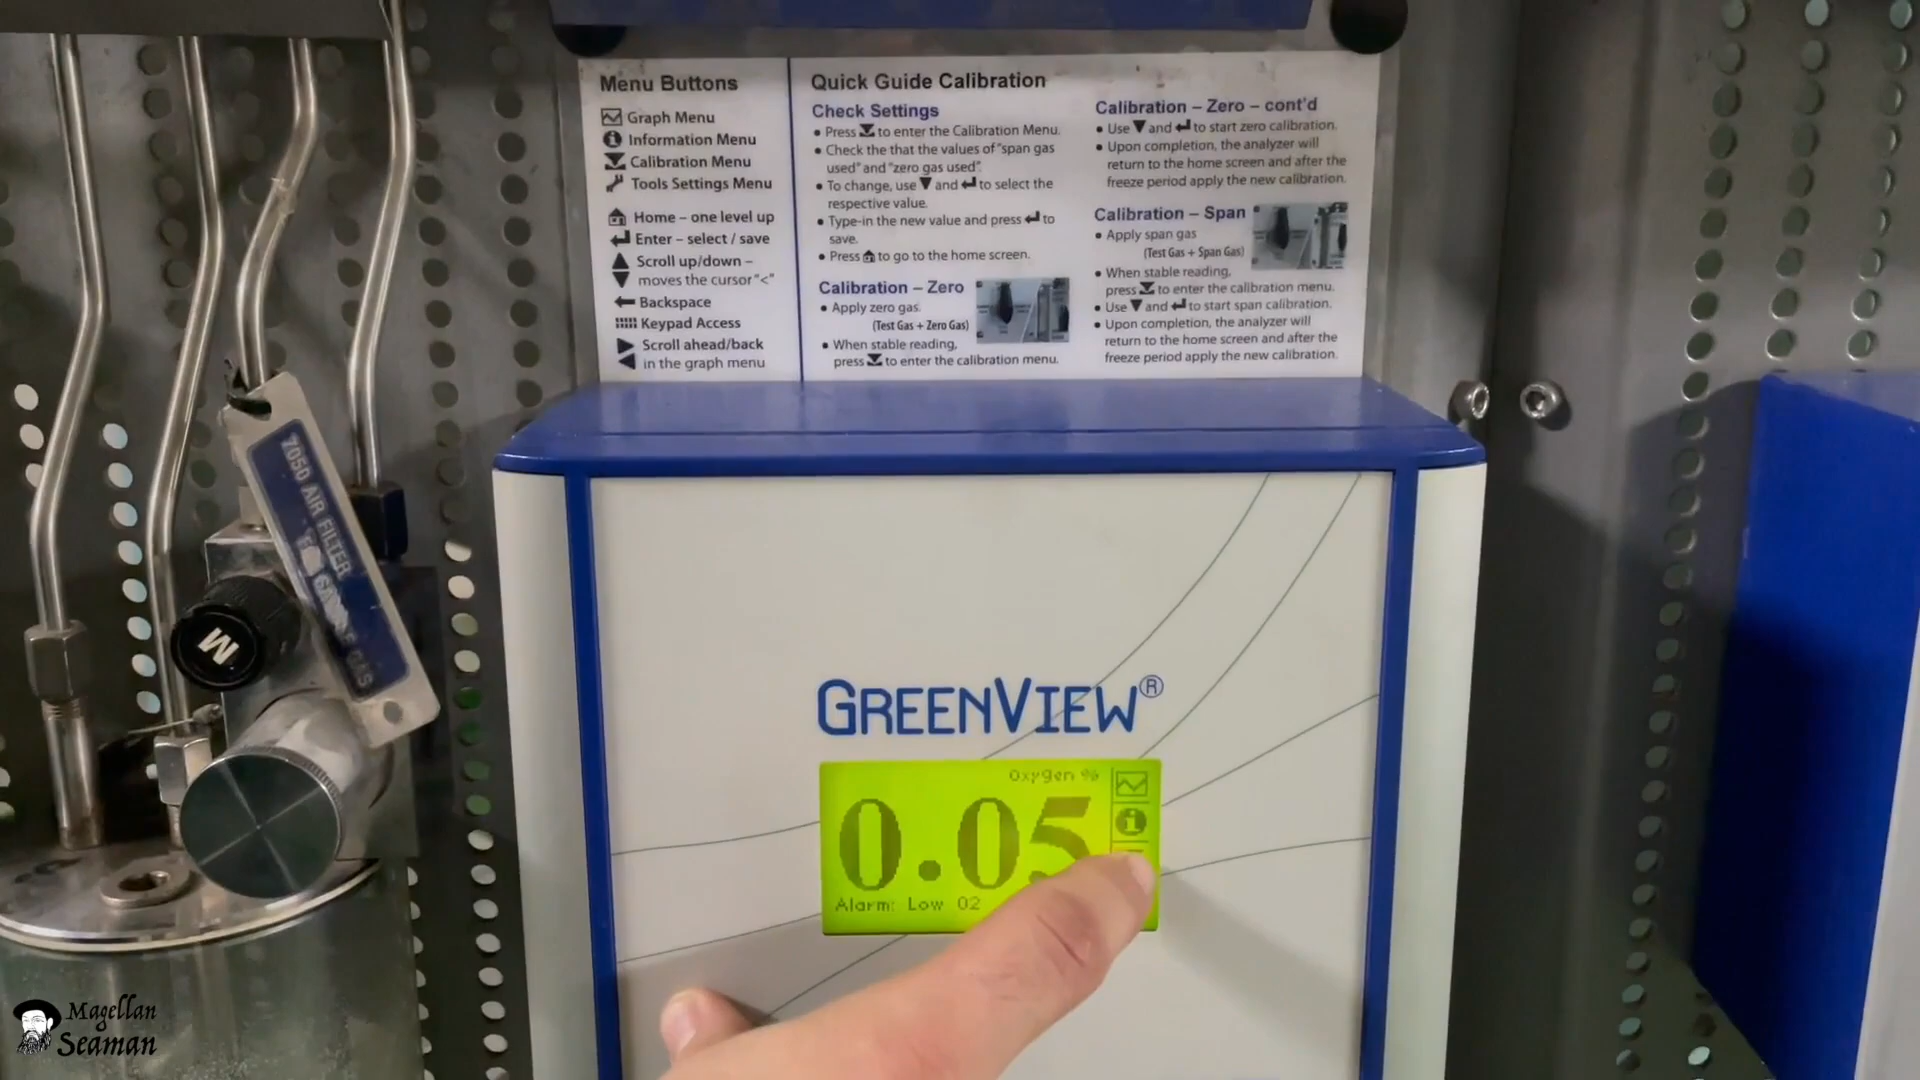 Menu Buttons
Graph Menu
Information Menu
Calibration Menu
Tools Settings Menu
Home – one level up
Enter – select / save
Scroll up/down –
moves the cursor "<"
Backspace
Keypad Access
Scroll ahead/back
in the graph menu
Quick Guide Calibration
Check Settings
• Press to enter the Calibration Menu.
• Check the that the values of "span gas
used" and "zero gas used".
• To change, use ▼ and ↵ to select the
respective value.
• Type-in the new value and press ↵ to
save.
• Press to go to the home screen.
Calibration – Zero
• Apply zero gas.
(Test Gas + Zero Gas)
• When stable reading,
press to enter the calibration menu.
Calibration – Zero – cont'd
• Use ▼ and ↵ to start zero calibration.
• Upon completion, the analyzer will
return to the home screen and after the
freeze period apply the new calibration.
Calibration – Span
• Apply span gas
(Test Gas + Span Gas)
• When stable reading,
press to enter the calibration menu.
• Use ▼ and ↵ to start span calibration.
• Upon completion, the analyzer will
return to the home screen and after the
freeze period apply the new calibration.
7050 AIR FILTER
GAS
M
GREENVIEW®
Oxygen %
0.05
Alarm: Low O2
Magellan
Seaman